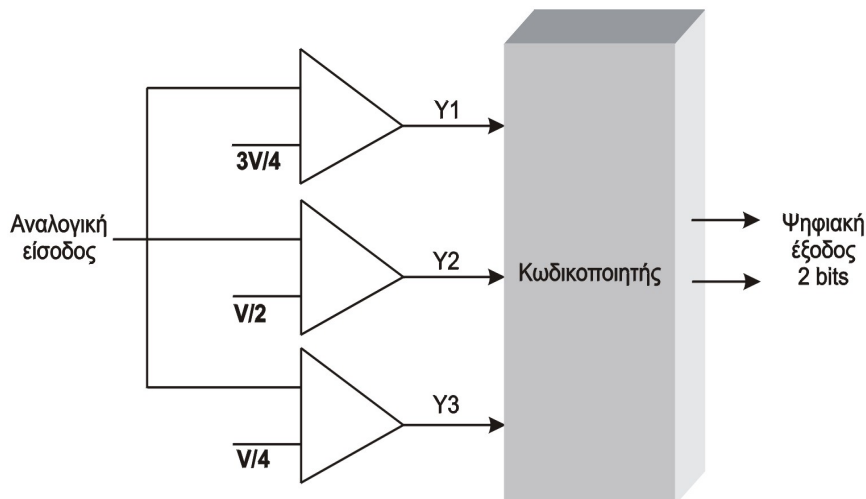 Y1
3V/4
Αναλογική
είσοδος
Y2
V/2
Κωδικοποιητής
Ψηφιακή
έξοδος
2 bits
Y3
V/4